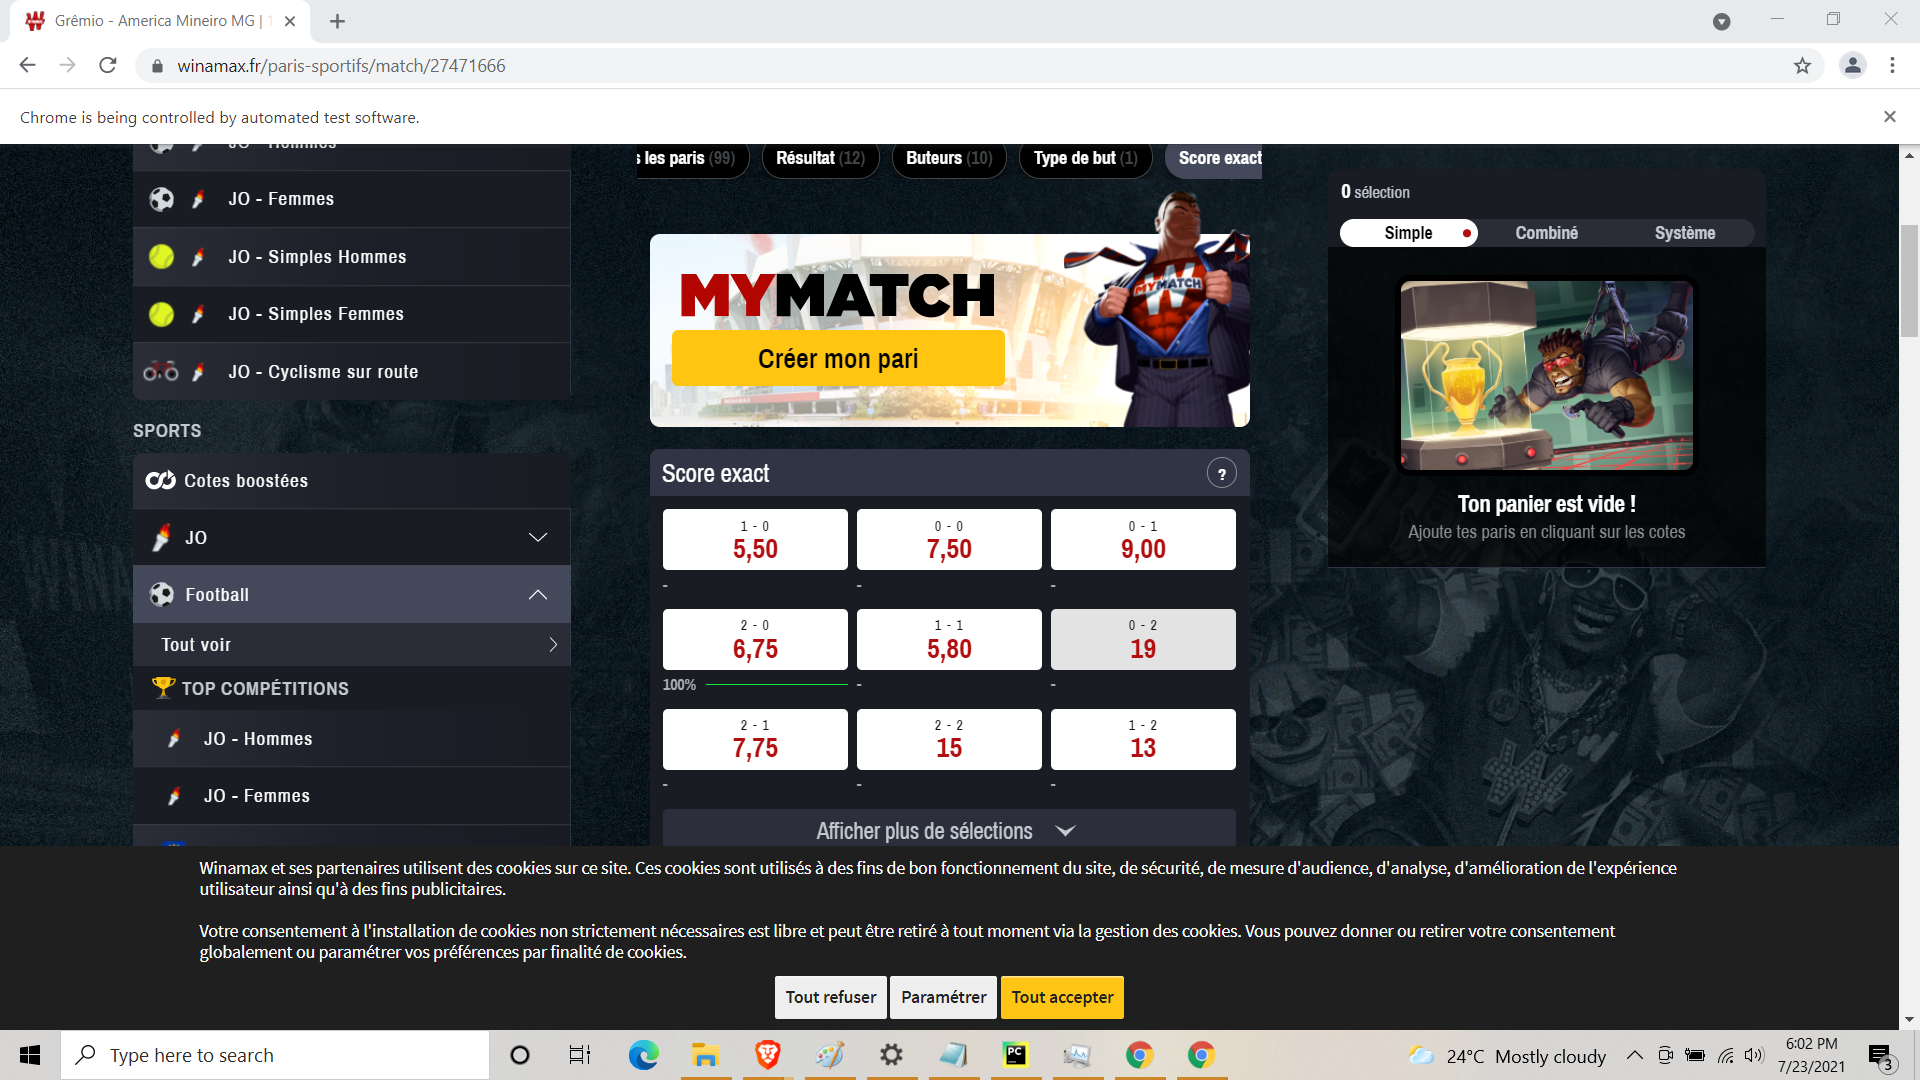 Grêmio - America Mineiro MG | 1
winamax.fr/paris-sportifs/match/27471666
Chrome is being controlled by automated test software.
JO - Hommes
JO - Femmes
JO - Simples Hommes
JO - Simples Femmes
JO - Cyclisme sur route
SPORTS
Cotes boostées
JO
Football
Tout voir
TOP COMPÉTITIONS
JO - Hommes
JO - Femmes
s les paris (99)
Résultat (12)
Buteurs (10)
Type de but (1)
Score exact
MYMATCH
Créer mon pari
MYMATCH
Score exact
?
1 - 0
5,50
0 - 0
7,50
0 - 1
9,00
-
-
-
2 - 0
6,75
1 - 1
5,80
0 - 2
19
100%
-
-
2 - 1
7,75
2 - 2
15
1 - 2
13
-
-
-
Afficher plus de sélections
0 sélection
Simple
Combiné
Système
Ton panier est vide !
Ajoute tes paris en cliquant sur les cotes
Winamax et ses partenaires utilisent des cookies sur ce site. Ces cookies sont utilisés à des fins de bon fonctionnement du site, de sécurité, de mesure d'audience, d'analyse, d'amélioration de l'expérience
utilisateur ainsi qu'à des fins publicitaires.
Votre consentement à l'installation de cookies non strictement nécessaires est libre et peut être retiré à tout moment via la gestion des cookies. Vous pouvez donner ou retirer votre consentement
globalement ou paramétrer vos préférences par finalité de cookies.
Tout refuser
Paramétrer
Tout accepter
Type here to search
PC
24°C Mostly cloudy
6:02 PM
7/23/2021
3